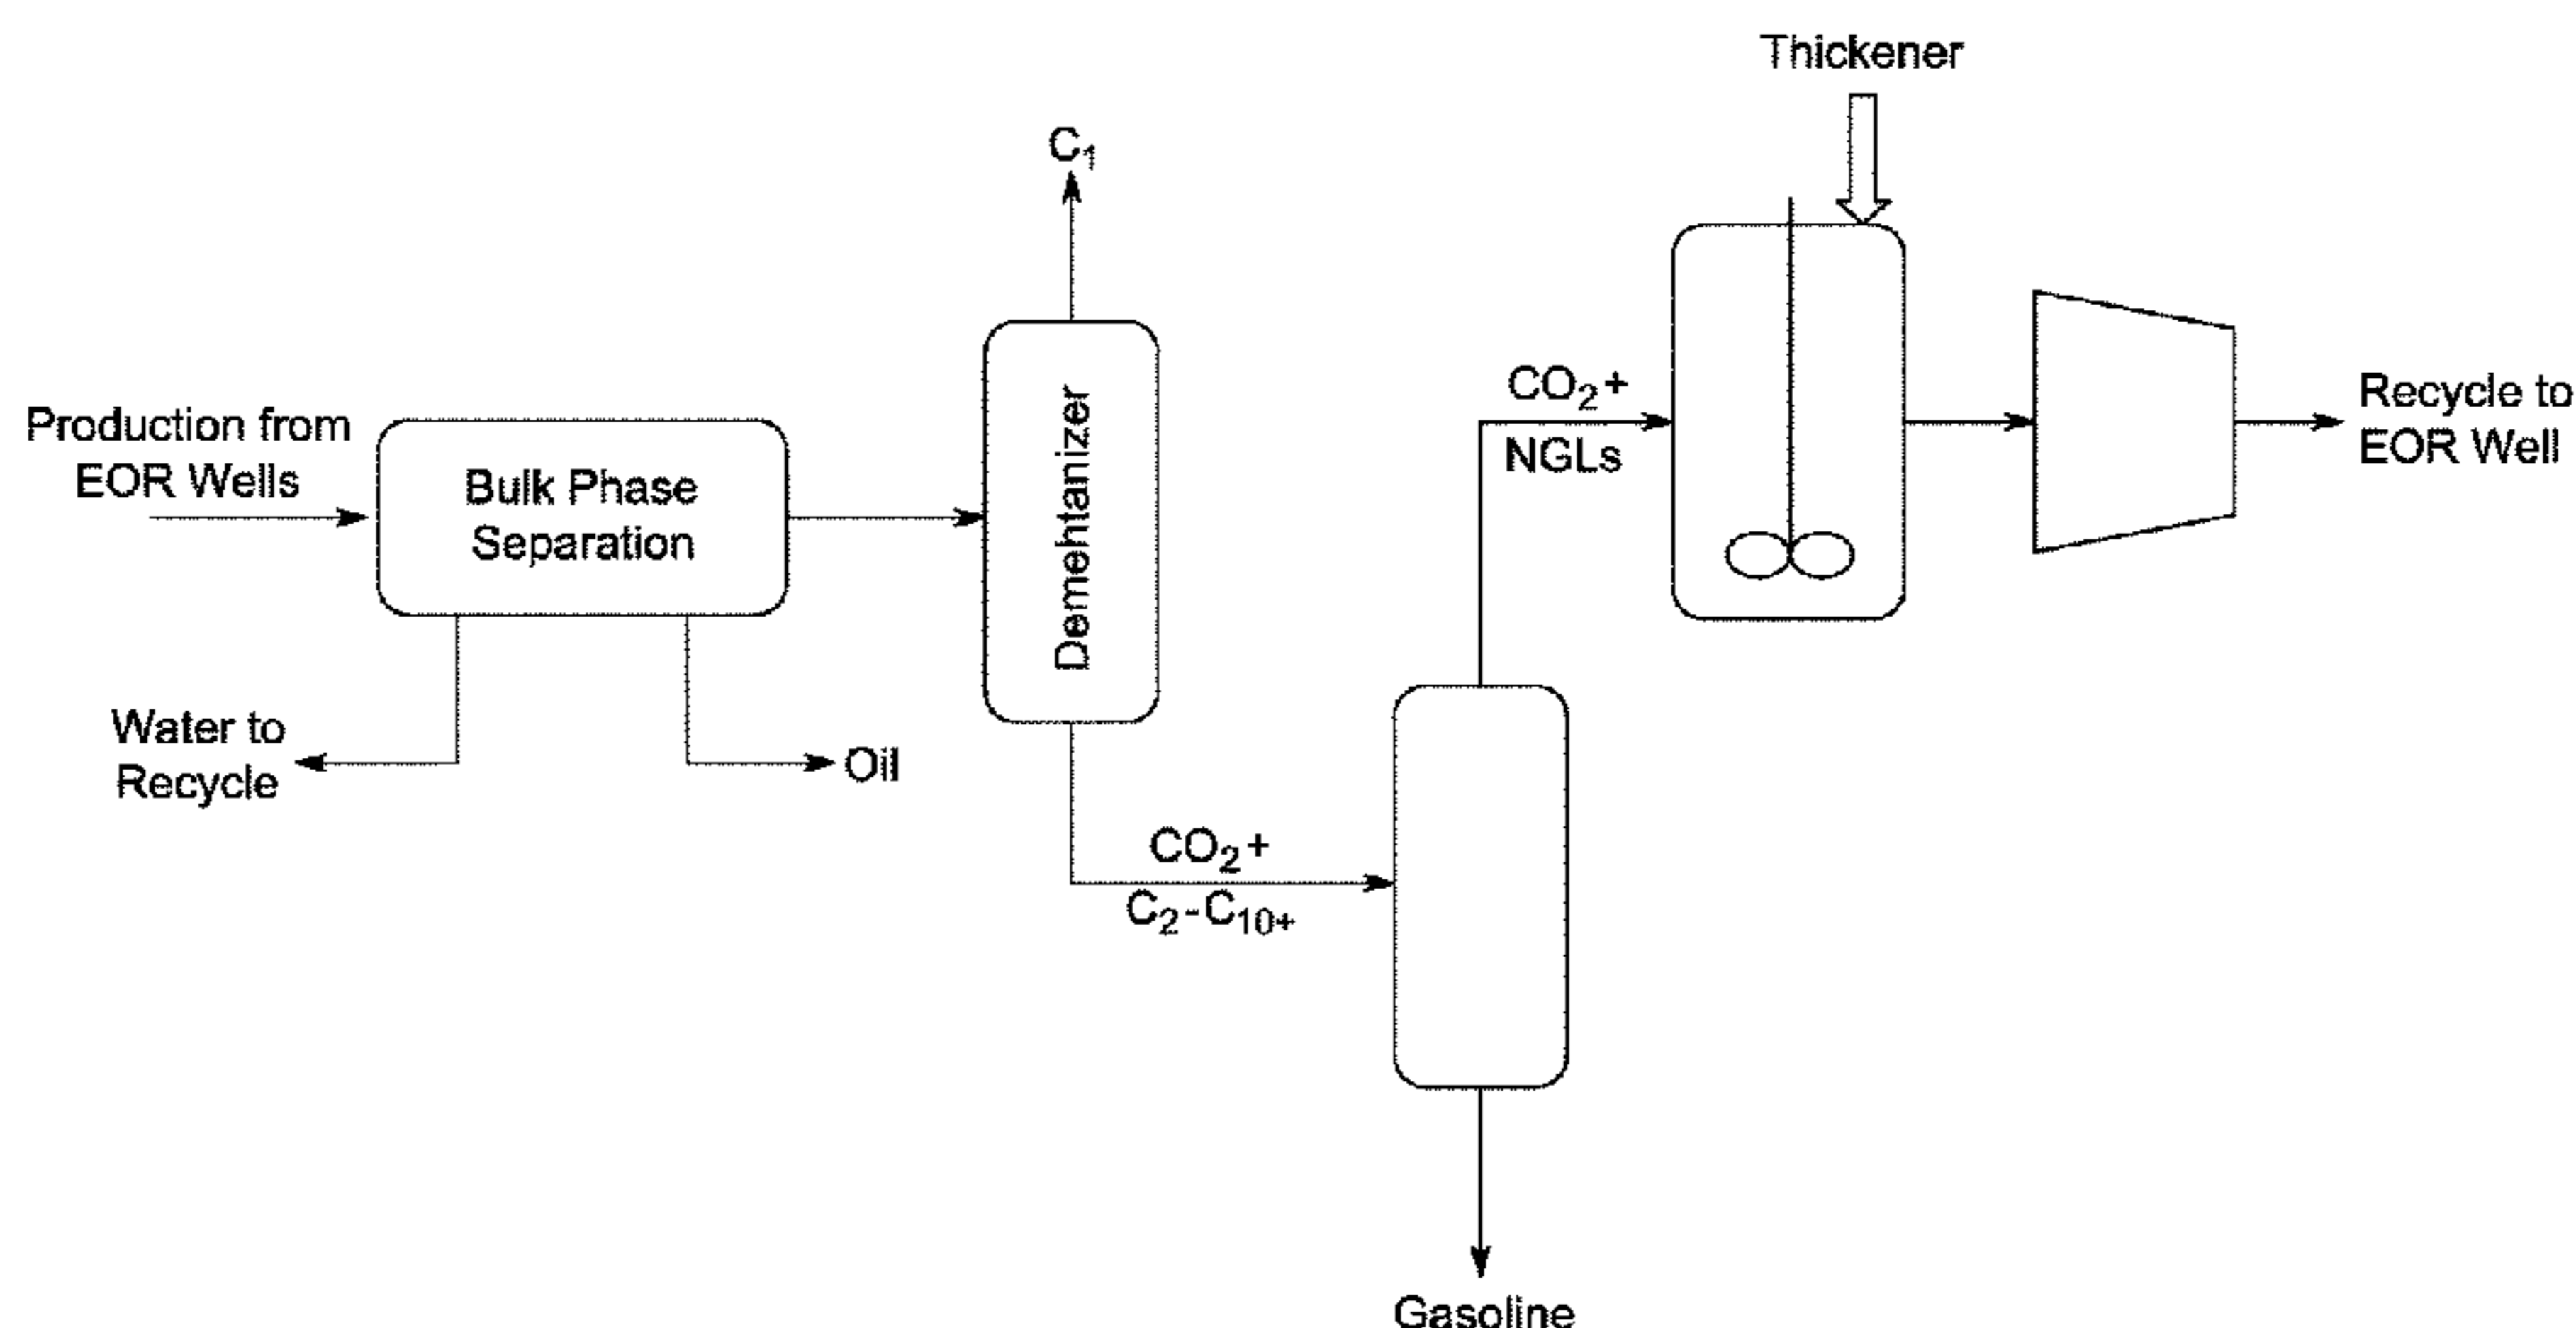 Thickener
C₁
Production from
EOR Wells
Bulk Phase
Separation
Demehtanizer
CO₂+
NGLs
Recycle to
EOR Well
Water to
Recycle
Oil
CO₂+
C₂-C₁₀₊
Gasoline